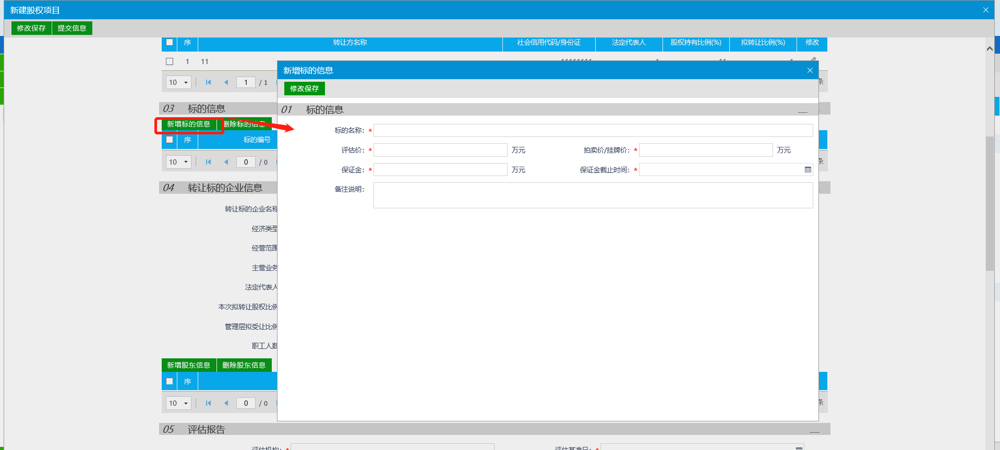 新建股权项目
修改保存 提交信息
序 转让方名称 社会信用代码/身份证 法定代表人 股权持有比例(%) 拟转让比例(%) 修改
1 11
10 1 / 1 条
新增标的信息
修改保存
01 标的信息
标的名称: *
评估价: * 万元 拍卖价/挂牌价: * 万元
保证金: * 万元 保证金截止时间: *
备注说明:
03 标的信息
新增标的信息 删除标的信息
序 标的编号
10 0 / 0 条
04 转让标的企业信息
转让标的企业名称
经济类型
经营范围
主营业务
法定代表人
本次拟转让股权比例
管理层拟受让比例
职工人数
新增股东信息 删除股东信息
序
10 0 / 0 条
05 评估报告
评估机构: * 评估基准日: *